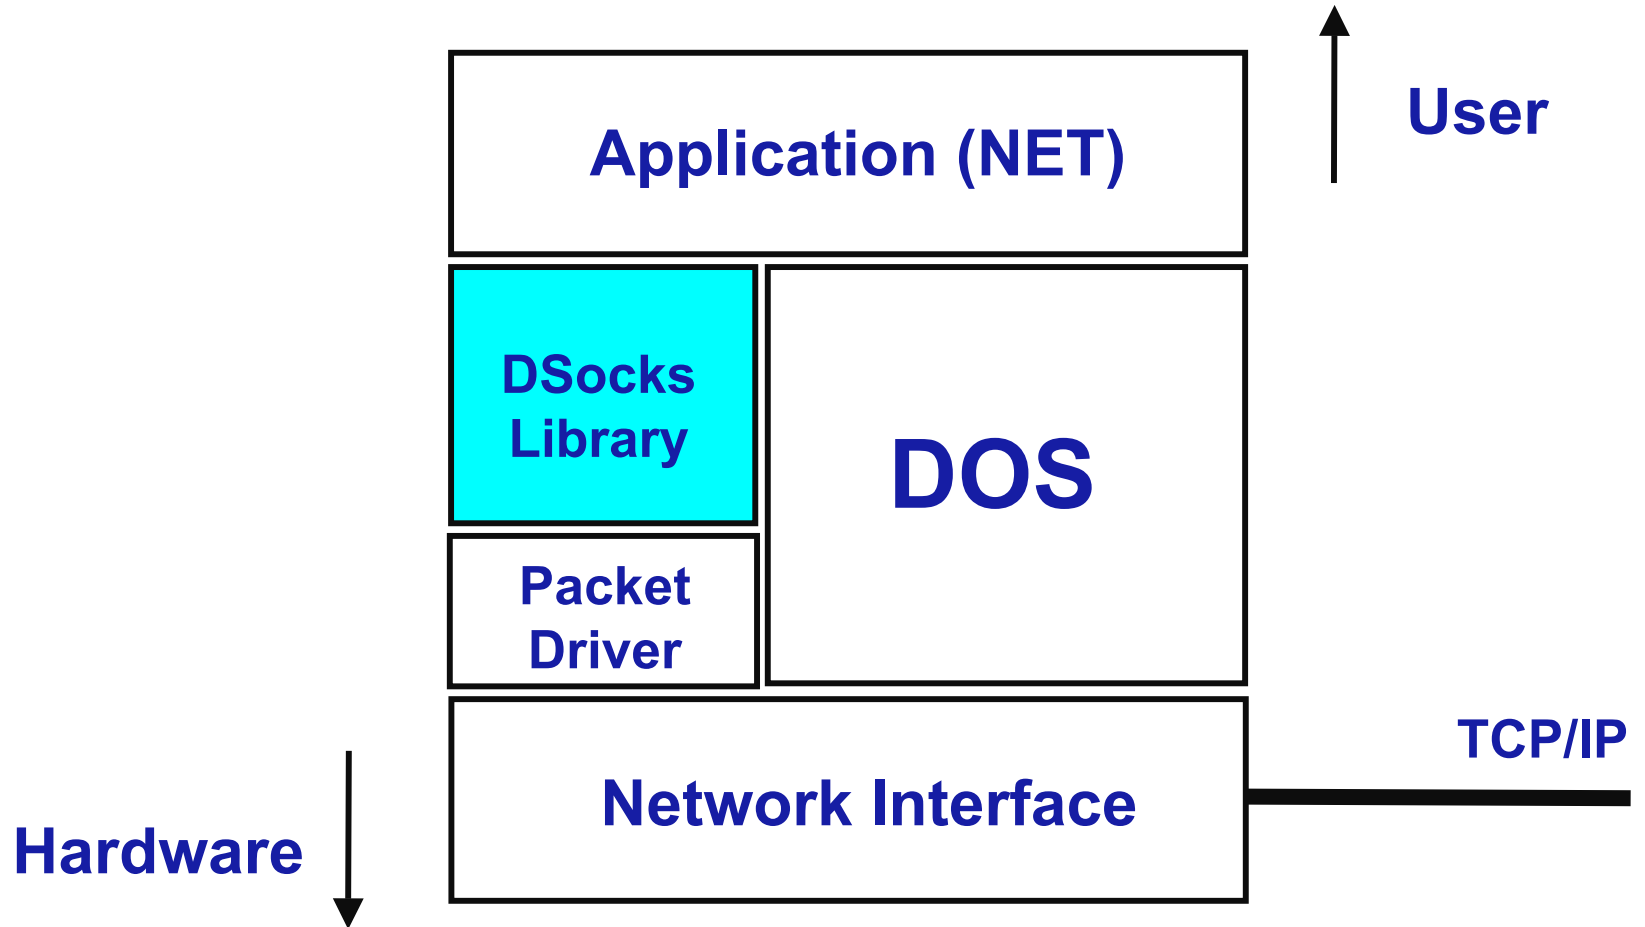 User
Application (NET)
DSocks
Library
DOS
Packet
Driver
TCP/IP
Network Interface
Hardware